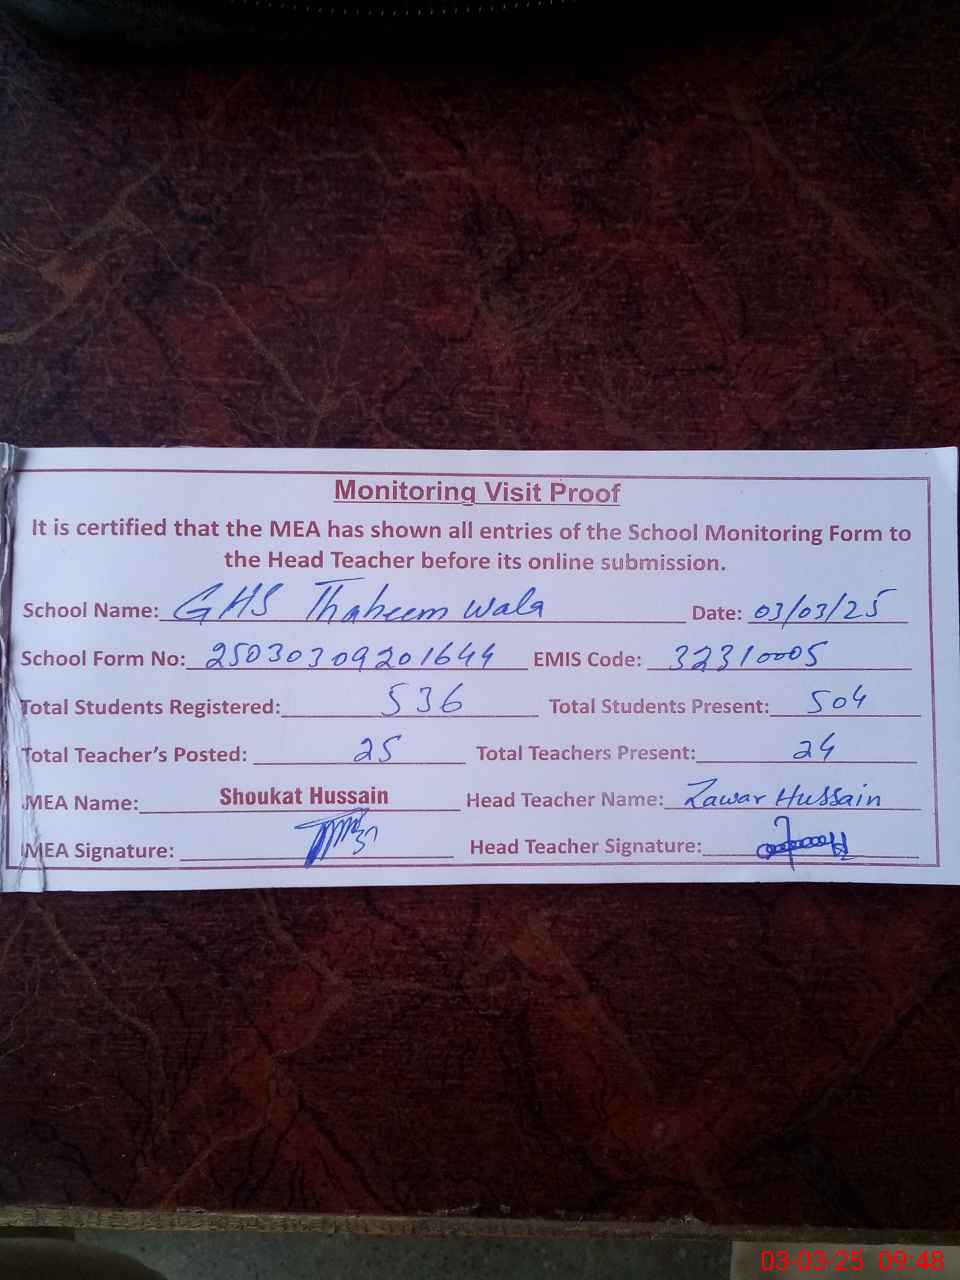 Monitoring Visit Proof
It is certified that the MEA has shown all entries of the School Monitoring Form to
the Head Teacher before its online submission.
School Name: GHS Thaheem wala Date: 03/03/25
School Form No: 25030309201644 EMIS Code: 32310005
Total Students Registered: 536 Total Students Present: 504
Total Teacher's Posted: 25 Total Teachers Present: 24
MEA Name: Shoukat Hussain Head Teacher Name: Zawar Hussain
MEA Signature: Head Teacher Signature:
03-03-25 09:48